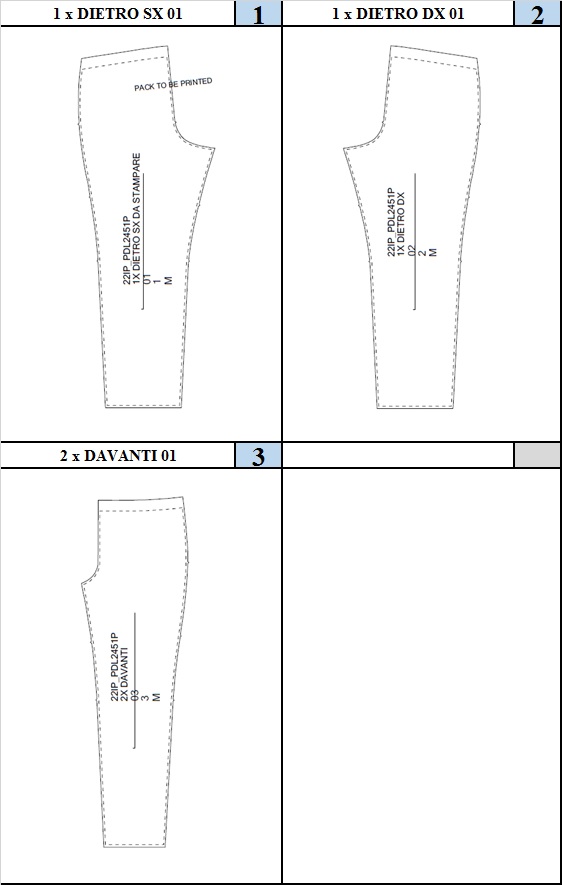 1 x DIETRO SX 01
1
1 x DIETRO DX 01
2
PACK TO BE PRINTED
22IP_PDL2451P
1X DIETRO SX DA STAMPARE
01
1
M
22IP_PDL2451P
1X DIETRO DX
02
2
M
2 x DAVANTI 01
3
22IP_PDL2451P
2X DAVANTI
03
3
M